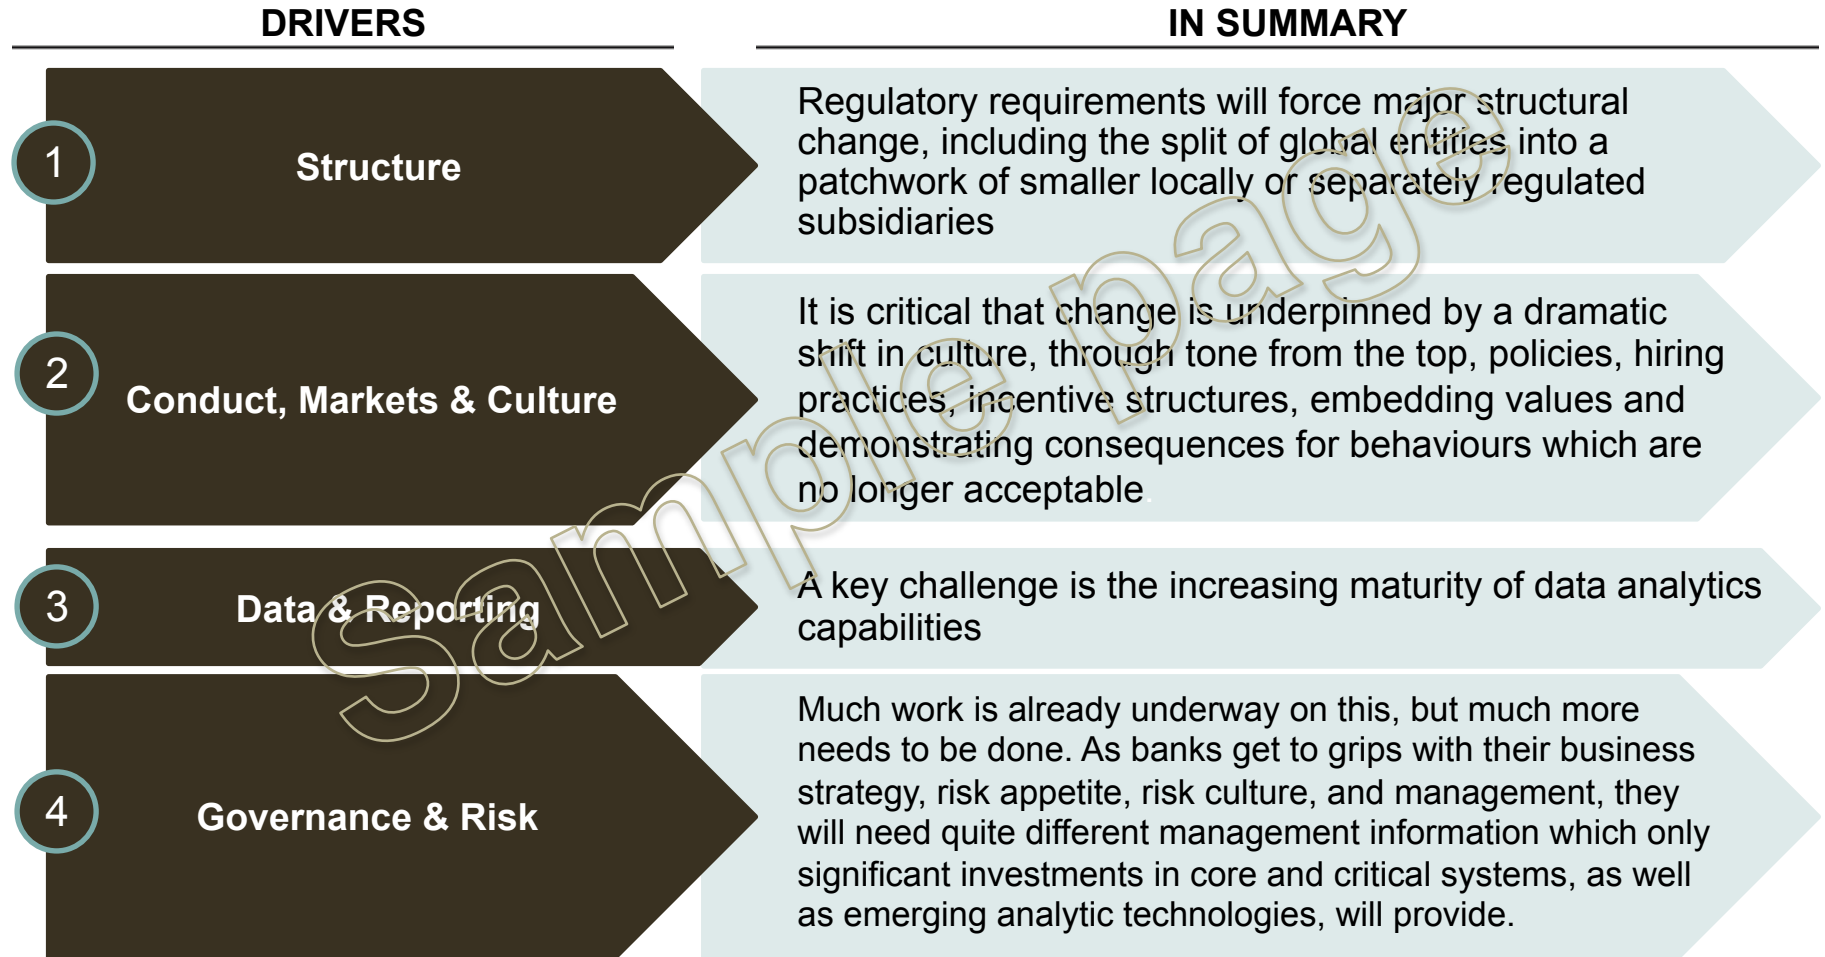 DRIVERS
IN SUMMARY
1
Structure
Regulatory requirements will force major structural
change, including the split of global entities into a
patchwork of smaller locally or separately regulated
subsidiaries
2
Conduct, Markets & Culture
It is critical that change is underpinned by a dramatic
shift in culture, through tone from the top, policies, hiring
practices, incentive structures, embedding values and
demonstrating consequences for behaviours which are
no longer acceptable.
3
Data & Reporting
A key challenge is the increasing maturity of data analytics
capabilities
4
Governance & Risk
Much work is already underway on this, but much more
needs to be done. As banks get to grips with their business
strategy, risk appetite, risk culture, and management, they
will need quite different management information which only
significant investments in core and critical systems, as well
as emerging analytic technologies, will provide.
Sample page